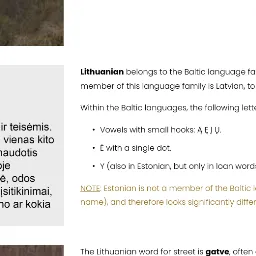 ir teisėmis.
vienas kito
naudotis
oje
ė, odos
įsitikinimai,
no ar kokia
Lithuanian belongs to the Baltic language fa
member of this language family is Latvian, to
Within the Baltic languages, the following lette
• Vowels with small hooks: Ą Ę Į Ų.
• Ė with a single dot.
• Y (also in Estonian, but only in loan words
NOTE: Estonian is not a member of the Baltic l
name), and therefore looks significantly differ
The Lithuanian word for street is gatvė, often